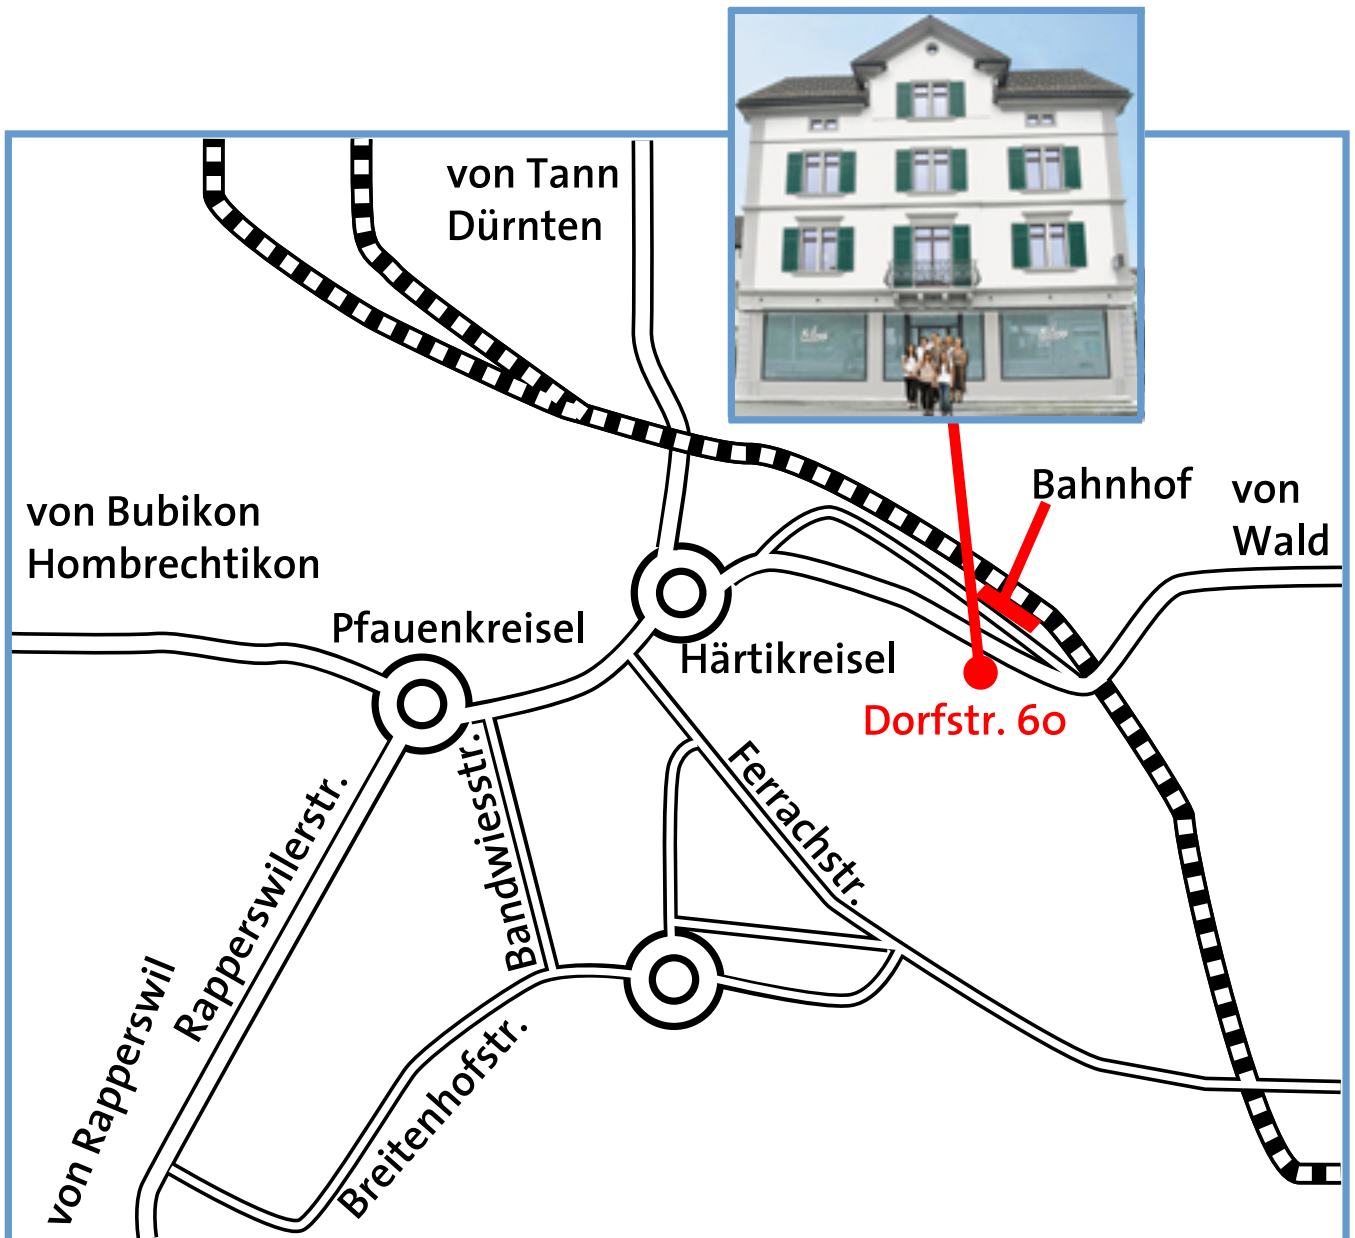 von Tann
Dürnten
Bahnhof
von
Wald
von Bubikon
Hombrechtikon
Pfauenkreisel
Härtikreisel
Dorfstr. 60
Bandwiesstr.
Ferrachstr.
Rapperswilerstr.
von Rapperswil
Breitenhofstr.